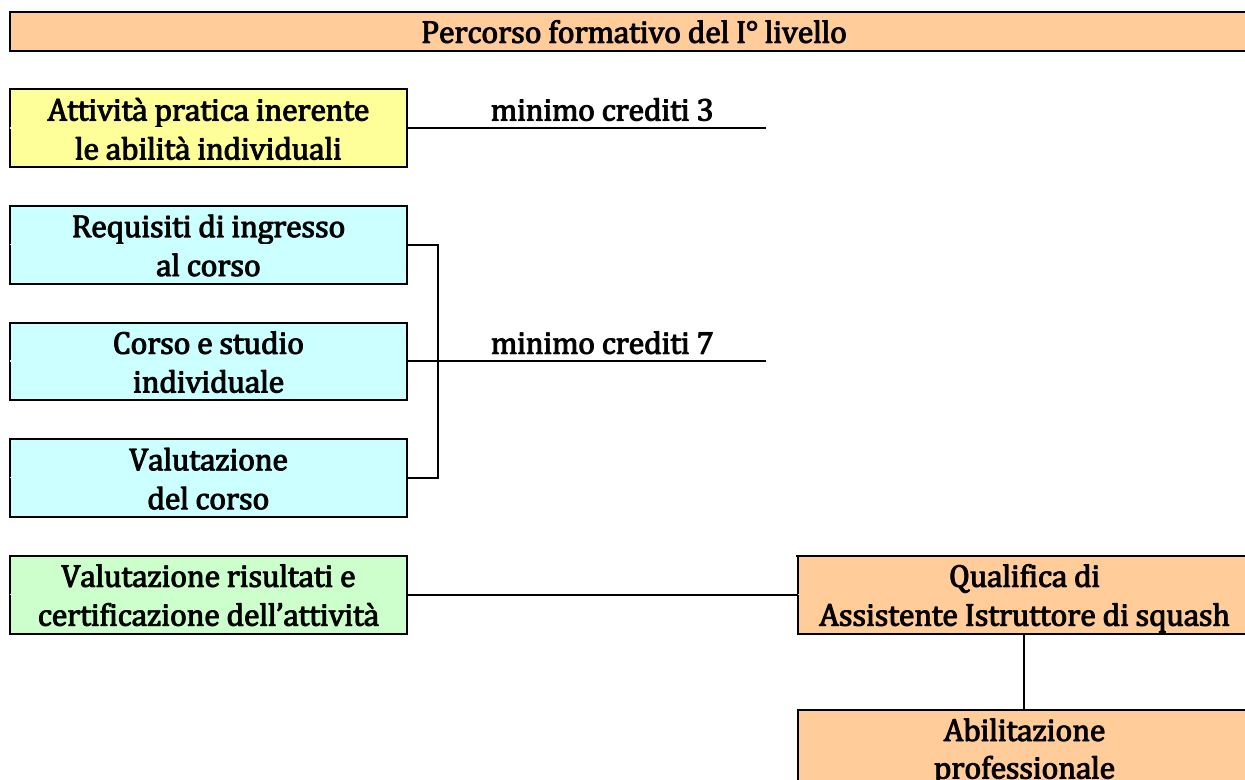 Percorso formativo del I° livello
Attività pratica inerente
le abilità individuali
minimo crediti 3
Requisiti di ingresso
al corso
Corso e studio
individuale
minimo crediti 7
Valutazione
del corso
Valutazione risultati e
certificazione dell’attività
Qualifica di
Assistente Istruttore di squash
Abilitazione
professionale